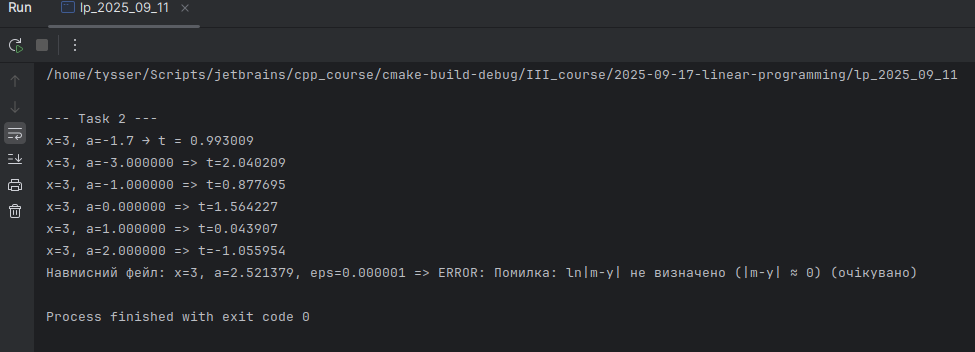 Run lp_2025_09_11 ×
/home/tysser/Scripts/jetbrains/cpp_course/cmake-build-debug/III_course/2025-09-17-linear-programming/lp_2025_09_11
--- Task 2 ---
x=3, a=-1.7 → t = 0.993009
x=3, a=-3.000000 => t=2.040209
x=3, a=-1.000000 => t=0.877695
x=3, a=0.000000 => t=1.564227
x=3, a=1.000000 => t=0.043907
x=3, a=2.000000 => t=-1.055954
Навмисний фейл: x=3, a=2.521379, eps=0.000001 => ERROR: Помилка: ln|m-y| не визначено (|m-y| ≈ 0) (очікувано)
Process finished with exit code 0